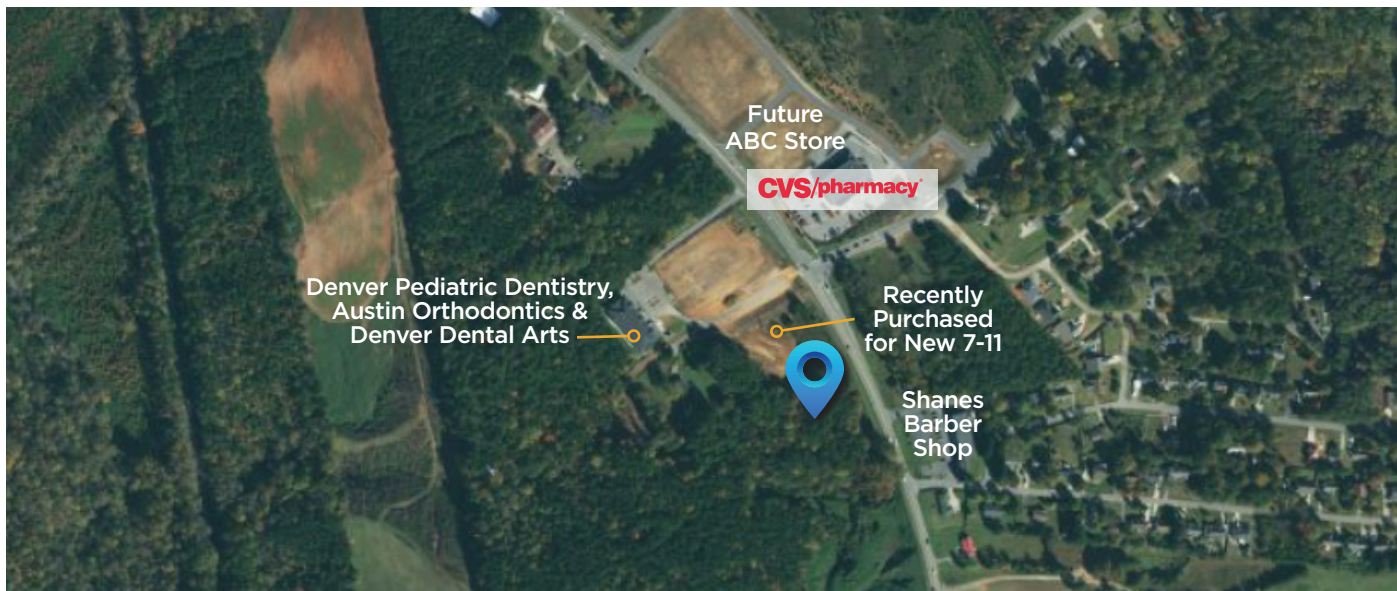 Future
ABC Store
CVS/pharmacy
Denver Pediatric Dentistry,
Austin Orthodontics &
Denver Dental Arts
Recently
Purchased
for New 7-11
Shanes
Barber
Shop